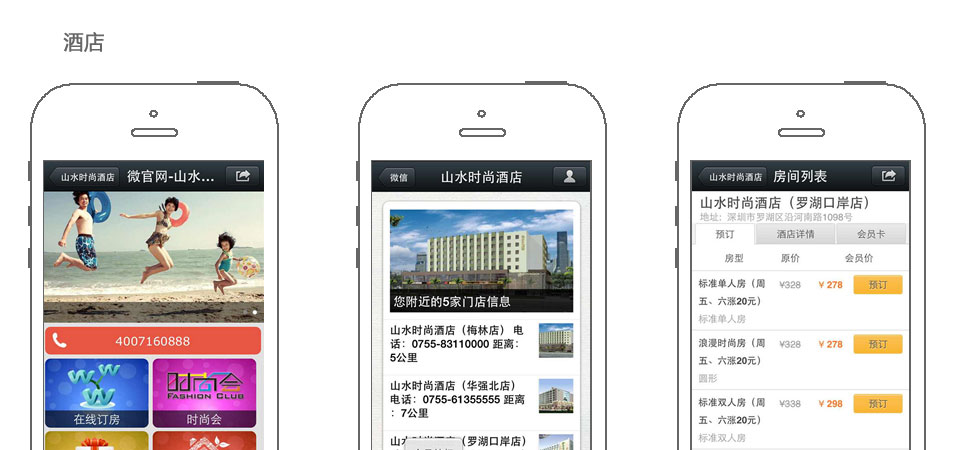 酒店
山水时尚酒店
微官网-山水...
4007160888
WWW
在线订房
时尚会
FASHION CLUB
时尚会
微信
山水时尚酒店
您附近的5家门店信息
山水时尚酒店（梅林店） 电
话：0755-83110000 距离：
5公里
山水时尚酒店（华强北店）
电话：0755-61355555 距离
：7公里
山水时尚酒店（罗湖口岸店）
山水时尚酒店
房间列表
山水时尚酒店（罗湖口岸店）
地址: 深圳市罗湖区沿河南路1098号
预订
酒店详情
会员卡
房型
原价
会员价
标准单人房（周
五、六涨20元）
¥328
¥ 278
预订
标准单人房
浪漫时尚房（周
五、六涨20元）
¥328
¥ 278
预订
圆形
标准双人房（周
五、六涨20元）
¥338
¥ 298
预订
标准双人房